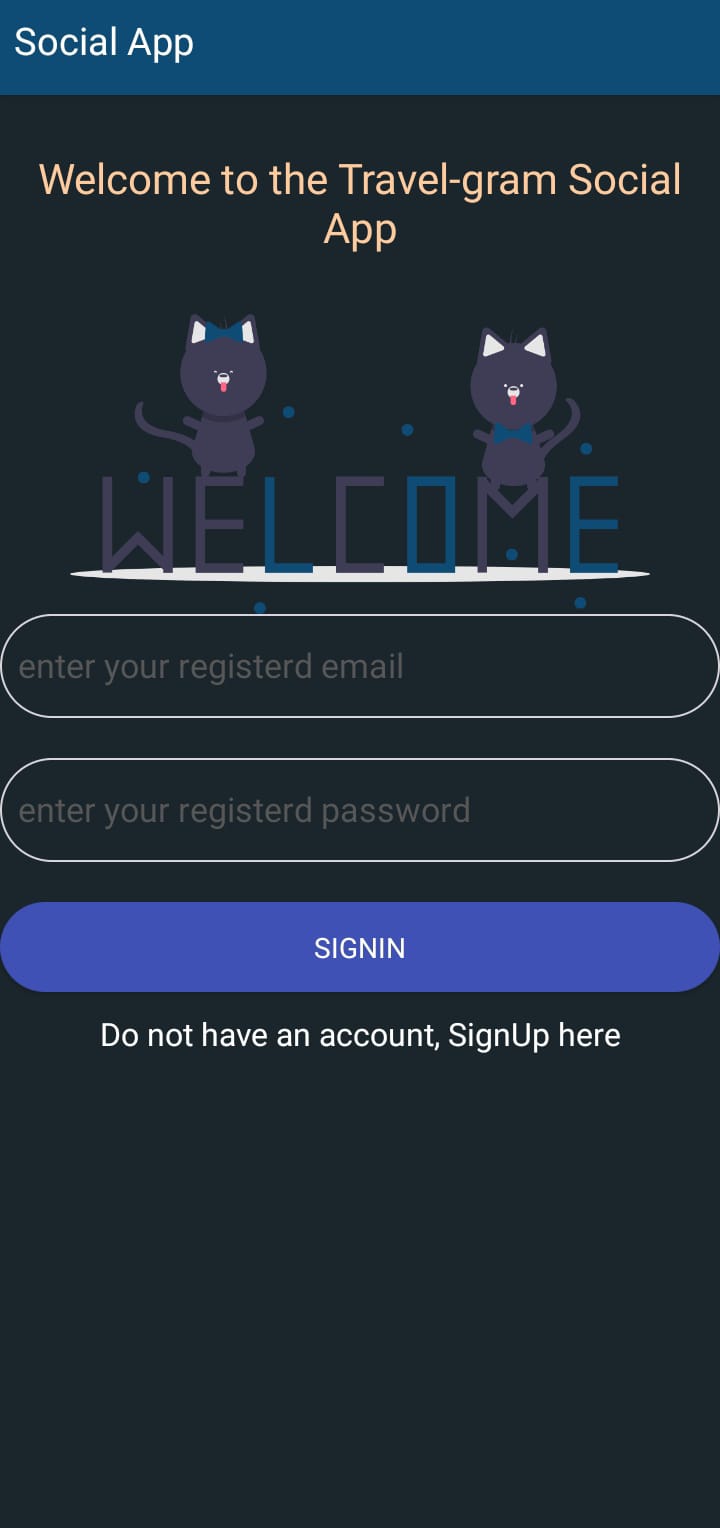 Social App
Welcome to the Travel-gram Social
App
WELCOME
enter your registerd email
enter your registerd password
SIGNIN
Do not have an account, SignUp here